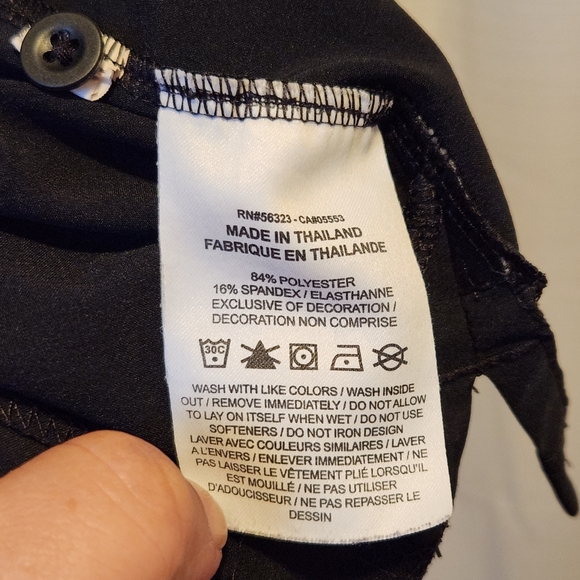 RN#56323 - CA#05553
MADE IN THAILAND
FABRIQUE EN THAILANDE
84% POLYESTER
16% SPANDEX / ELASTHANNE
EXCLUSIVE OF DECORATION /
DECORATION NON COMPRISE
30C
WASH WITH LIKE COLORS / WASH INSIDE
OUT / REMOVE IMMEDIATELY / DO NOT ALLOW
TO LAY ON ITSELF WHEN WET / DO NOT USE
SOFTENERS / DO NOT IRON DESIGN
LAVER AVEC COULEURS SIMILAIRES / LAVER
A L'ENVERS / ENLEVER IMMEDIATEMENT / NE
PAS LAISSER LE VÊTEMENT PLIÉ LORSQU'IL
EST MOUILLÉ / NE PAS UTILISER
D'ADOUCISSEUR / NE PAS REPASSER LE
DESSIN